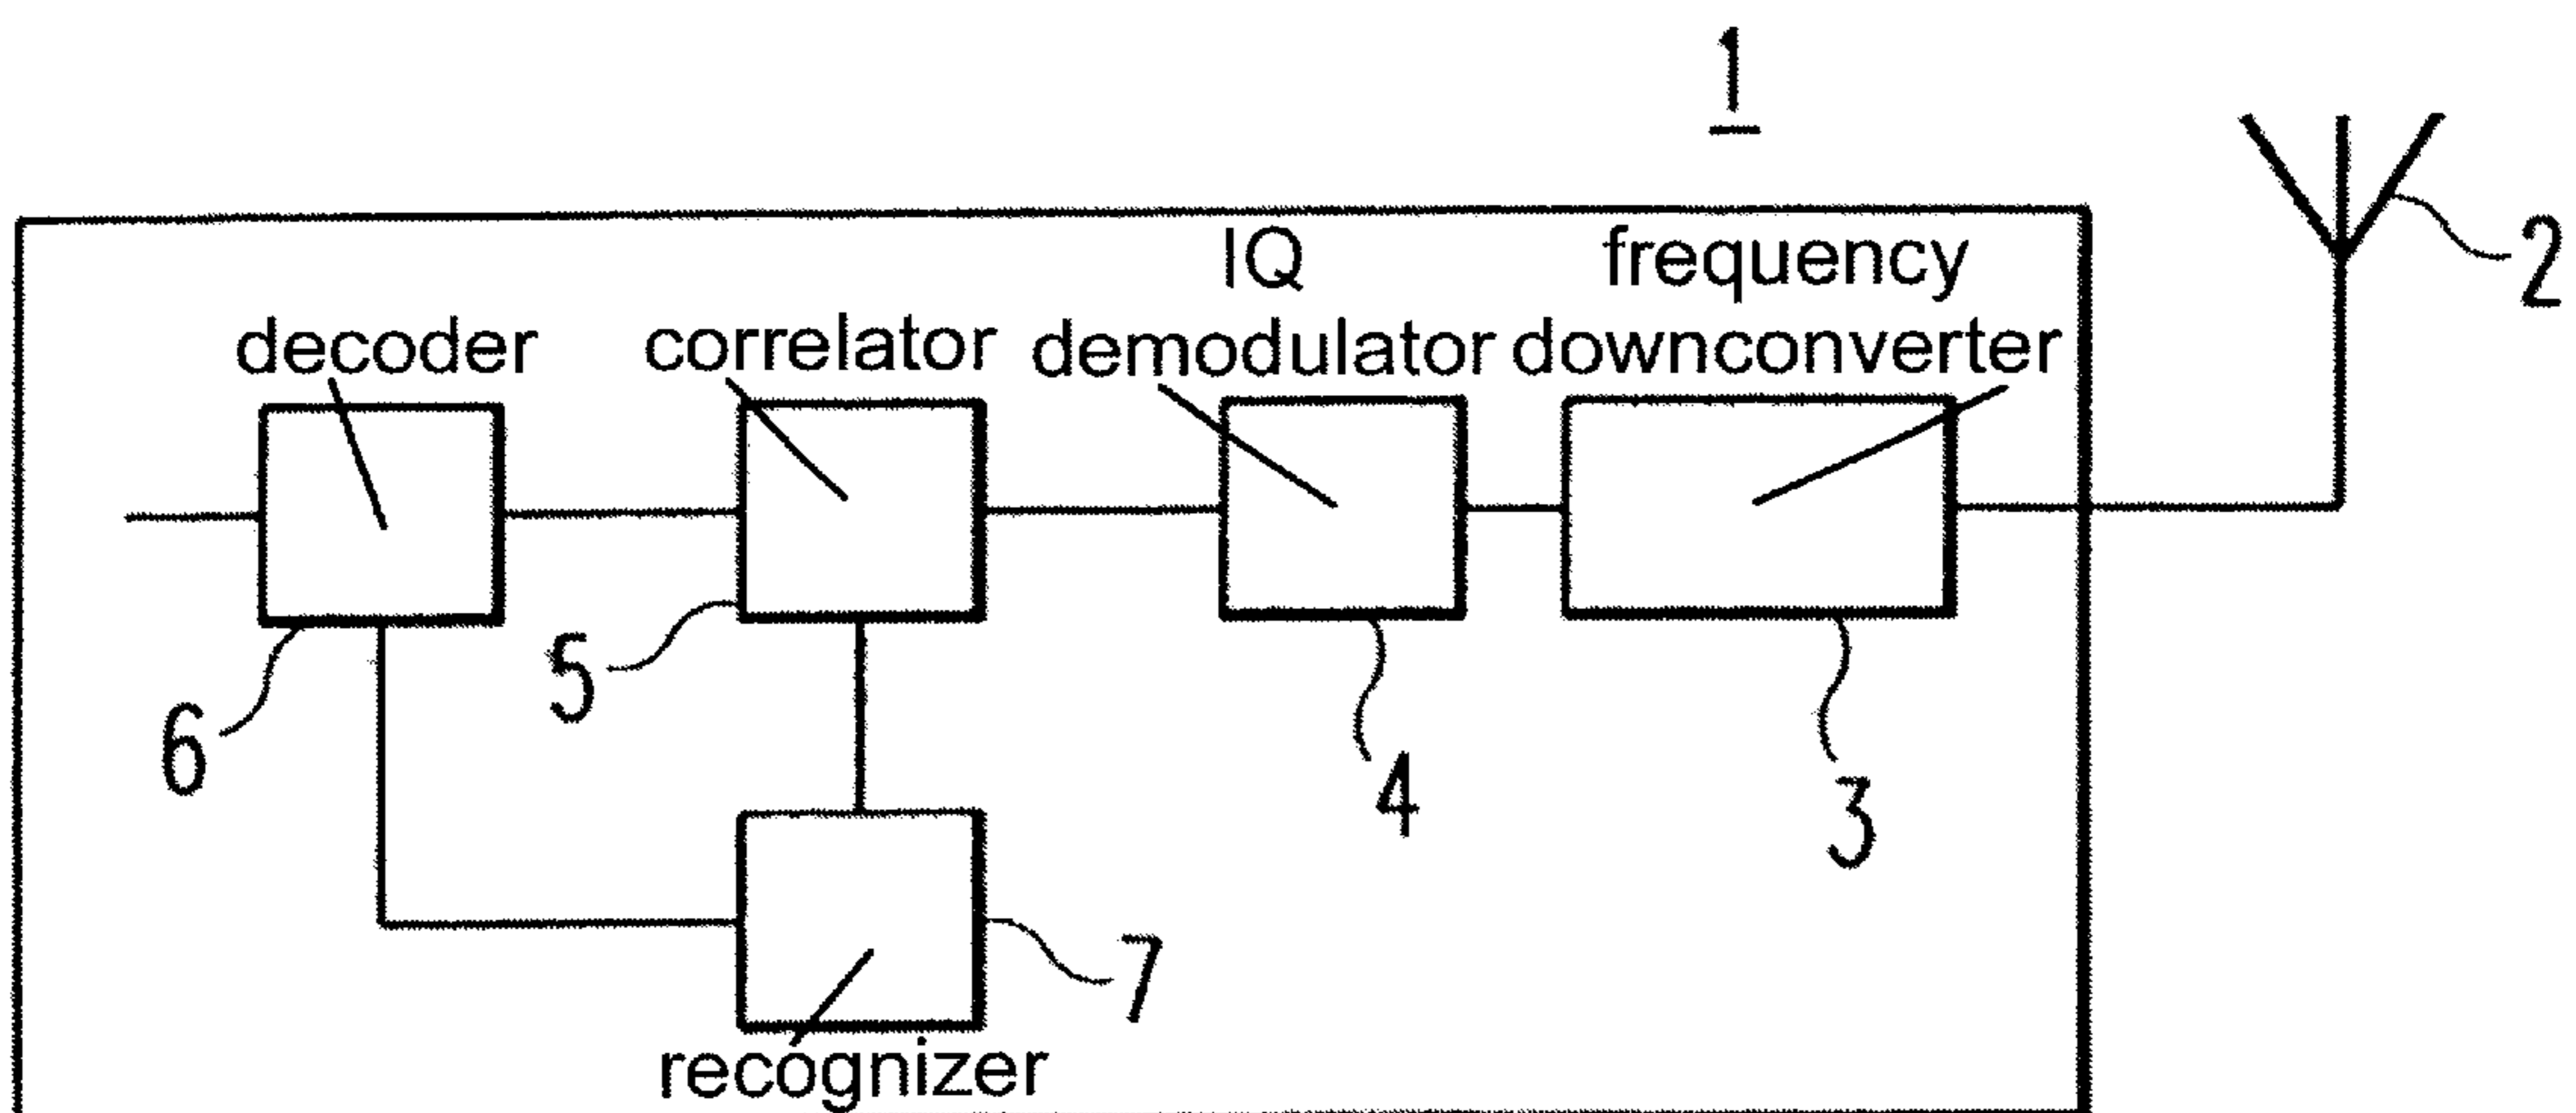 1
2
IQ
demodulator
frequency
downconverter
decoder
correlator
6
5
4
3
7
recognizer